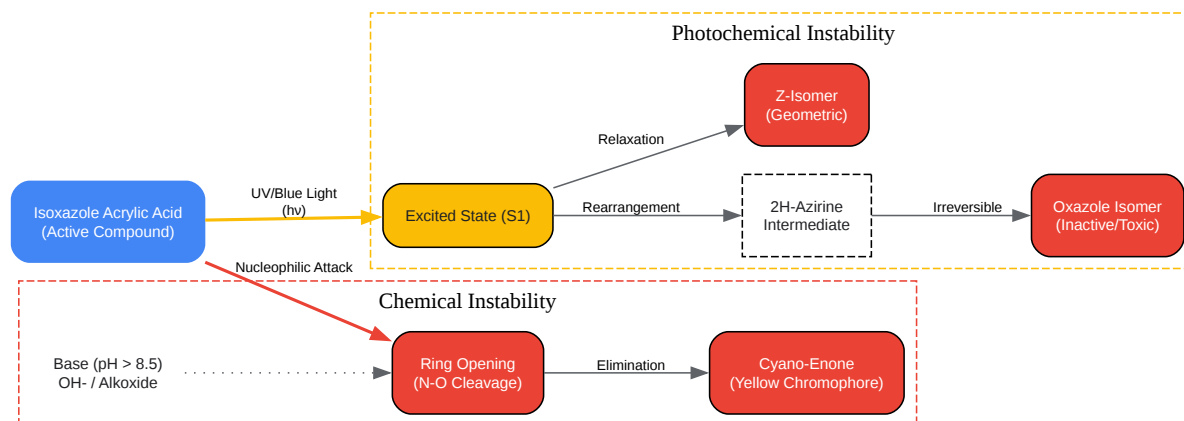 Photochemical Instability
Z-Isomer
(Geometric)
Relaxation
UV/Blue Light
(hν)
Isoxazole Acrylic Acid
(Active Compound)
Excited State (S1)
Rearrangement
2H-Azirine
Intermediate
Irreversible
Oxazole Isomer
(Inactive/Toxic)
Nucleophilic Attack
Chemical Instability
Base (pH > 8.5)
OH- / Alkoxide
Ring Opening
(N-O Cleavage)
Elimination
Cyano-Enone
(Yellow Chromophore)